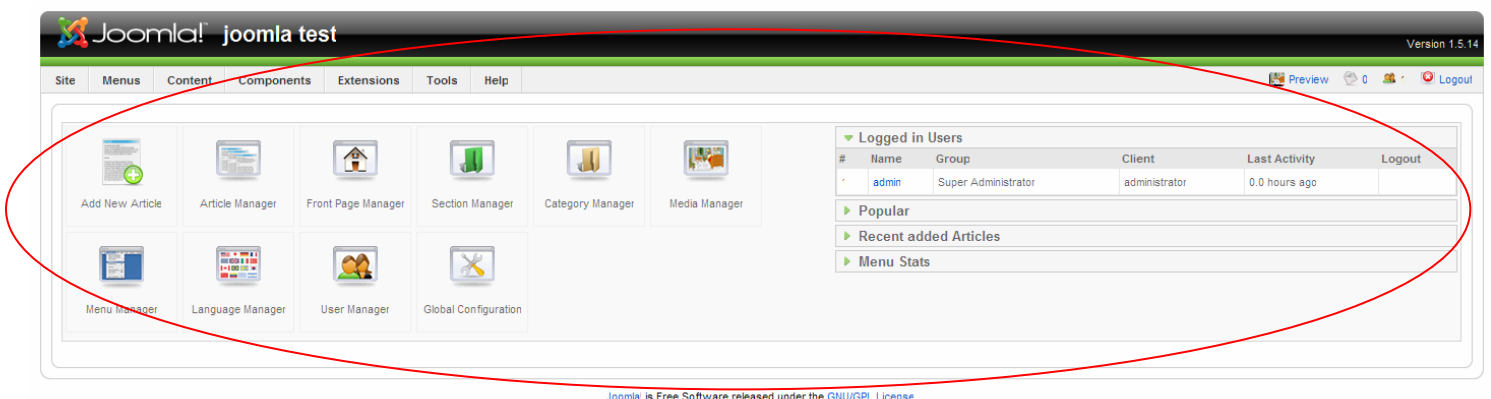 Joomla!™ joomla test
Version 1.5.14
Site Menus Content Components Extensions Tools Help Preview 0 Logout
Add New Article Article Manager Front Page Manager Section Manager Category Manager Media Manager
Menu Manager Language Manager User Manager Global Configuration
Logged in Users
# Name Group Client Last Activity Logout
admin Super Administrator administrator 0.0 hours ago
Popular
Recent added Articles
Menu Stats
Joomla! is Free Software released under the GNU/GPL License